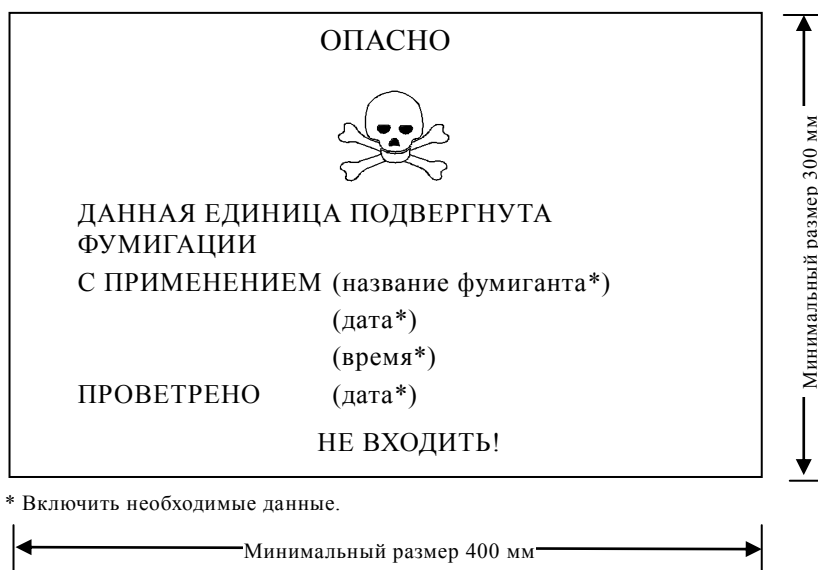 ОПАСНО
ДАННАЯ ЕДИНИЦА ПОДВЕРГНУТА
ФУМИГАЦИИ
С ПРИМЕНЕНИЕМ (название фумиганта*)
(дата*)
(время*)
ПРОВЕТРЕНО (дата*)
НЕ ВХОДИТЬ!
Минимальный размер 300 мм
* Включить необходимые данные.
Минимальный размер 400 мм